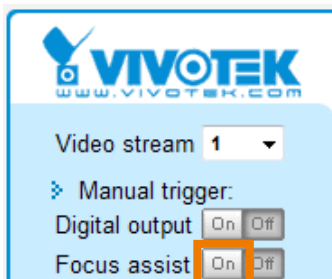 VIVOTEK
www.vivotek.com
Video stream 1
Manual trigger:
Digital output On Off
Focus assist On Off